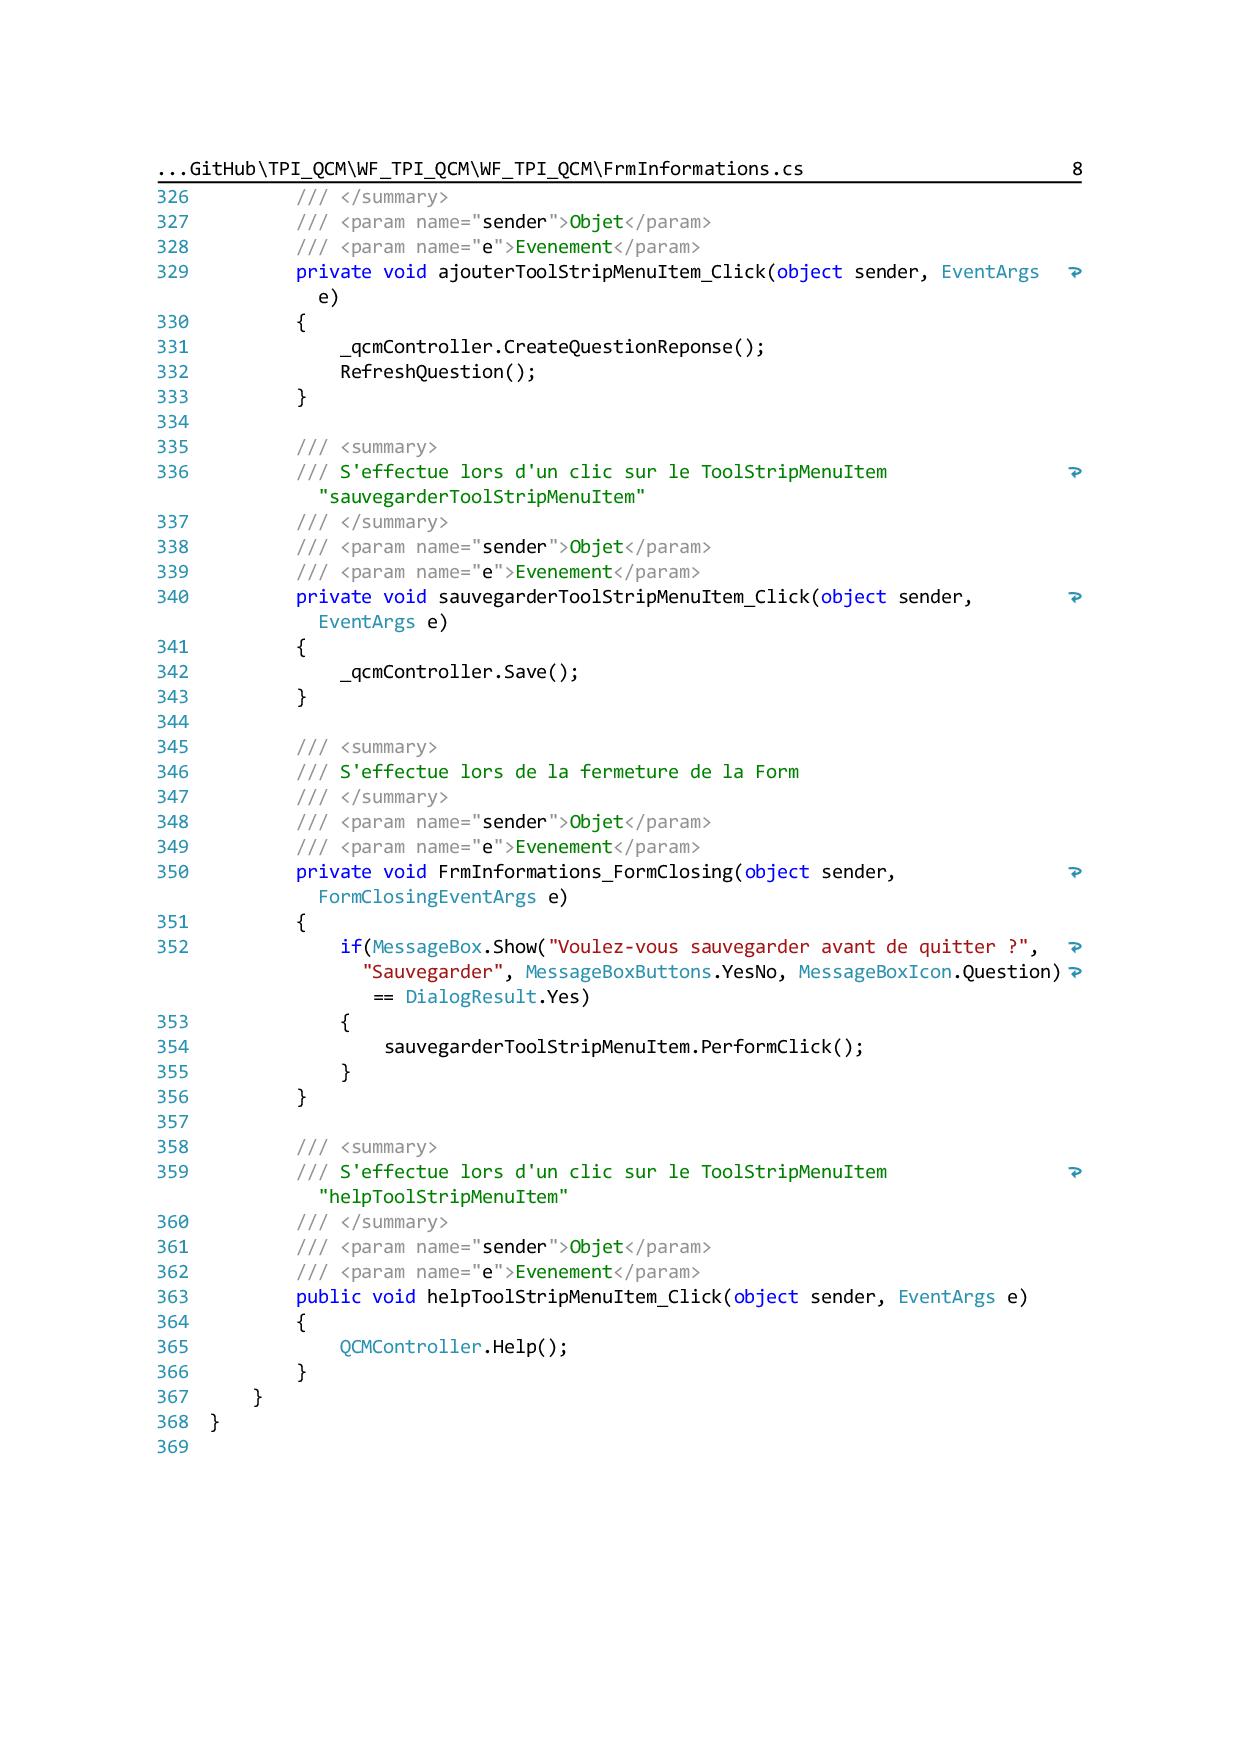 ...GitHub\TPI_QCM\WF_TPI_QCM\WF_TPI_QCM\FrmInformations.cs 8
326 /// </summary>
327 /// <param name="sender">Objet</param>
328 /// <param name="e">Evenement</param>
329 private void ajouterToolStripMenuItem_Click(object sender, EventArgs
e)
330 {
331 _qcmController.CreateQuestionReponse();
332 RefreshQuestion();
333 }
334
335 /// <summary>
336 /// S'effectue lors d'un clic sur le ToolStripMenuItem
"sauvegarderToolStripMenuItem"
337 /// </summary>
338 /// <param name="sender">Objet</param>
339 /// <param name="e">Evenement</param>
340 private void sauvegarderToolStripMenuItem_Click(object sender,
EventArgs e)
341 {
342 _qcmController.Save();
343 }
344
345 /// <summary>
346 /// S'effectue lors de la fermeture de la Form
347 /// </summary>
348 /// <param name="sender">Objet</param>
349 /// <param name="e">Evenement</param>
350 private void FrmInformations_FormClosing(object sender,
FormClosingEventArgs e)
351 {
352 if(MessageBox.Show("Voulez-vous sauvegarder avant de quitter ?",
"Sauvegarder", MessageBoxButtons.YesNo, MessageBoxIcon.Question)
== DialogResult.Yes)
353 {
354 sauvegarderToolStripMenuItem.PerformClick();
355 }
356 }
357
358 /// <summary>
359 /// S'effectue lors d'un clic sur le ToolStripMenuItem
"helpToolStripMenuItem"
360 /// </summary>
361 /// <param name="sender">Objet</param>
362 /// <param name="e">Evenement</param>
363 public void helpToolStripMenuItem_Click(object sender, EventArgs e)
364 {
365 QCMController.Help();
366 }
367 }
368 }
369